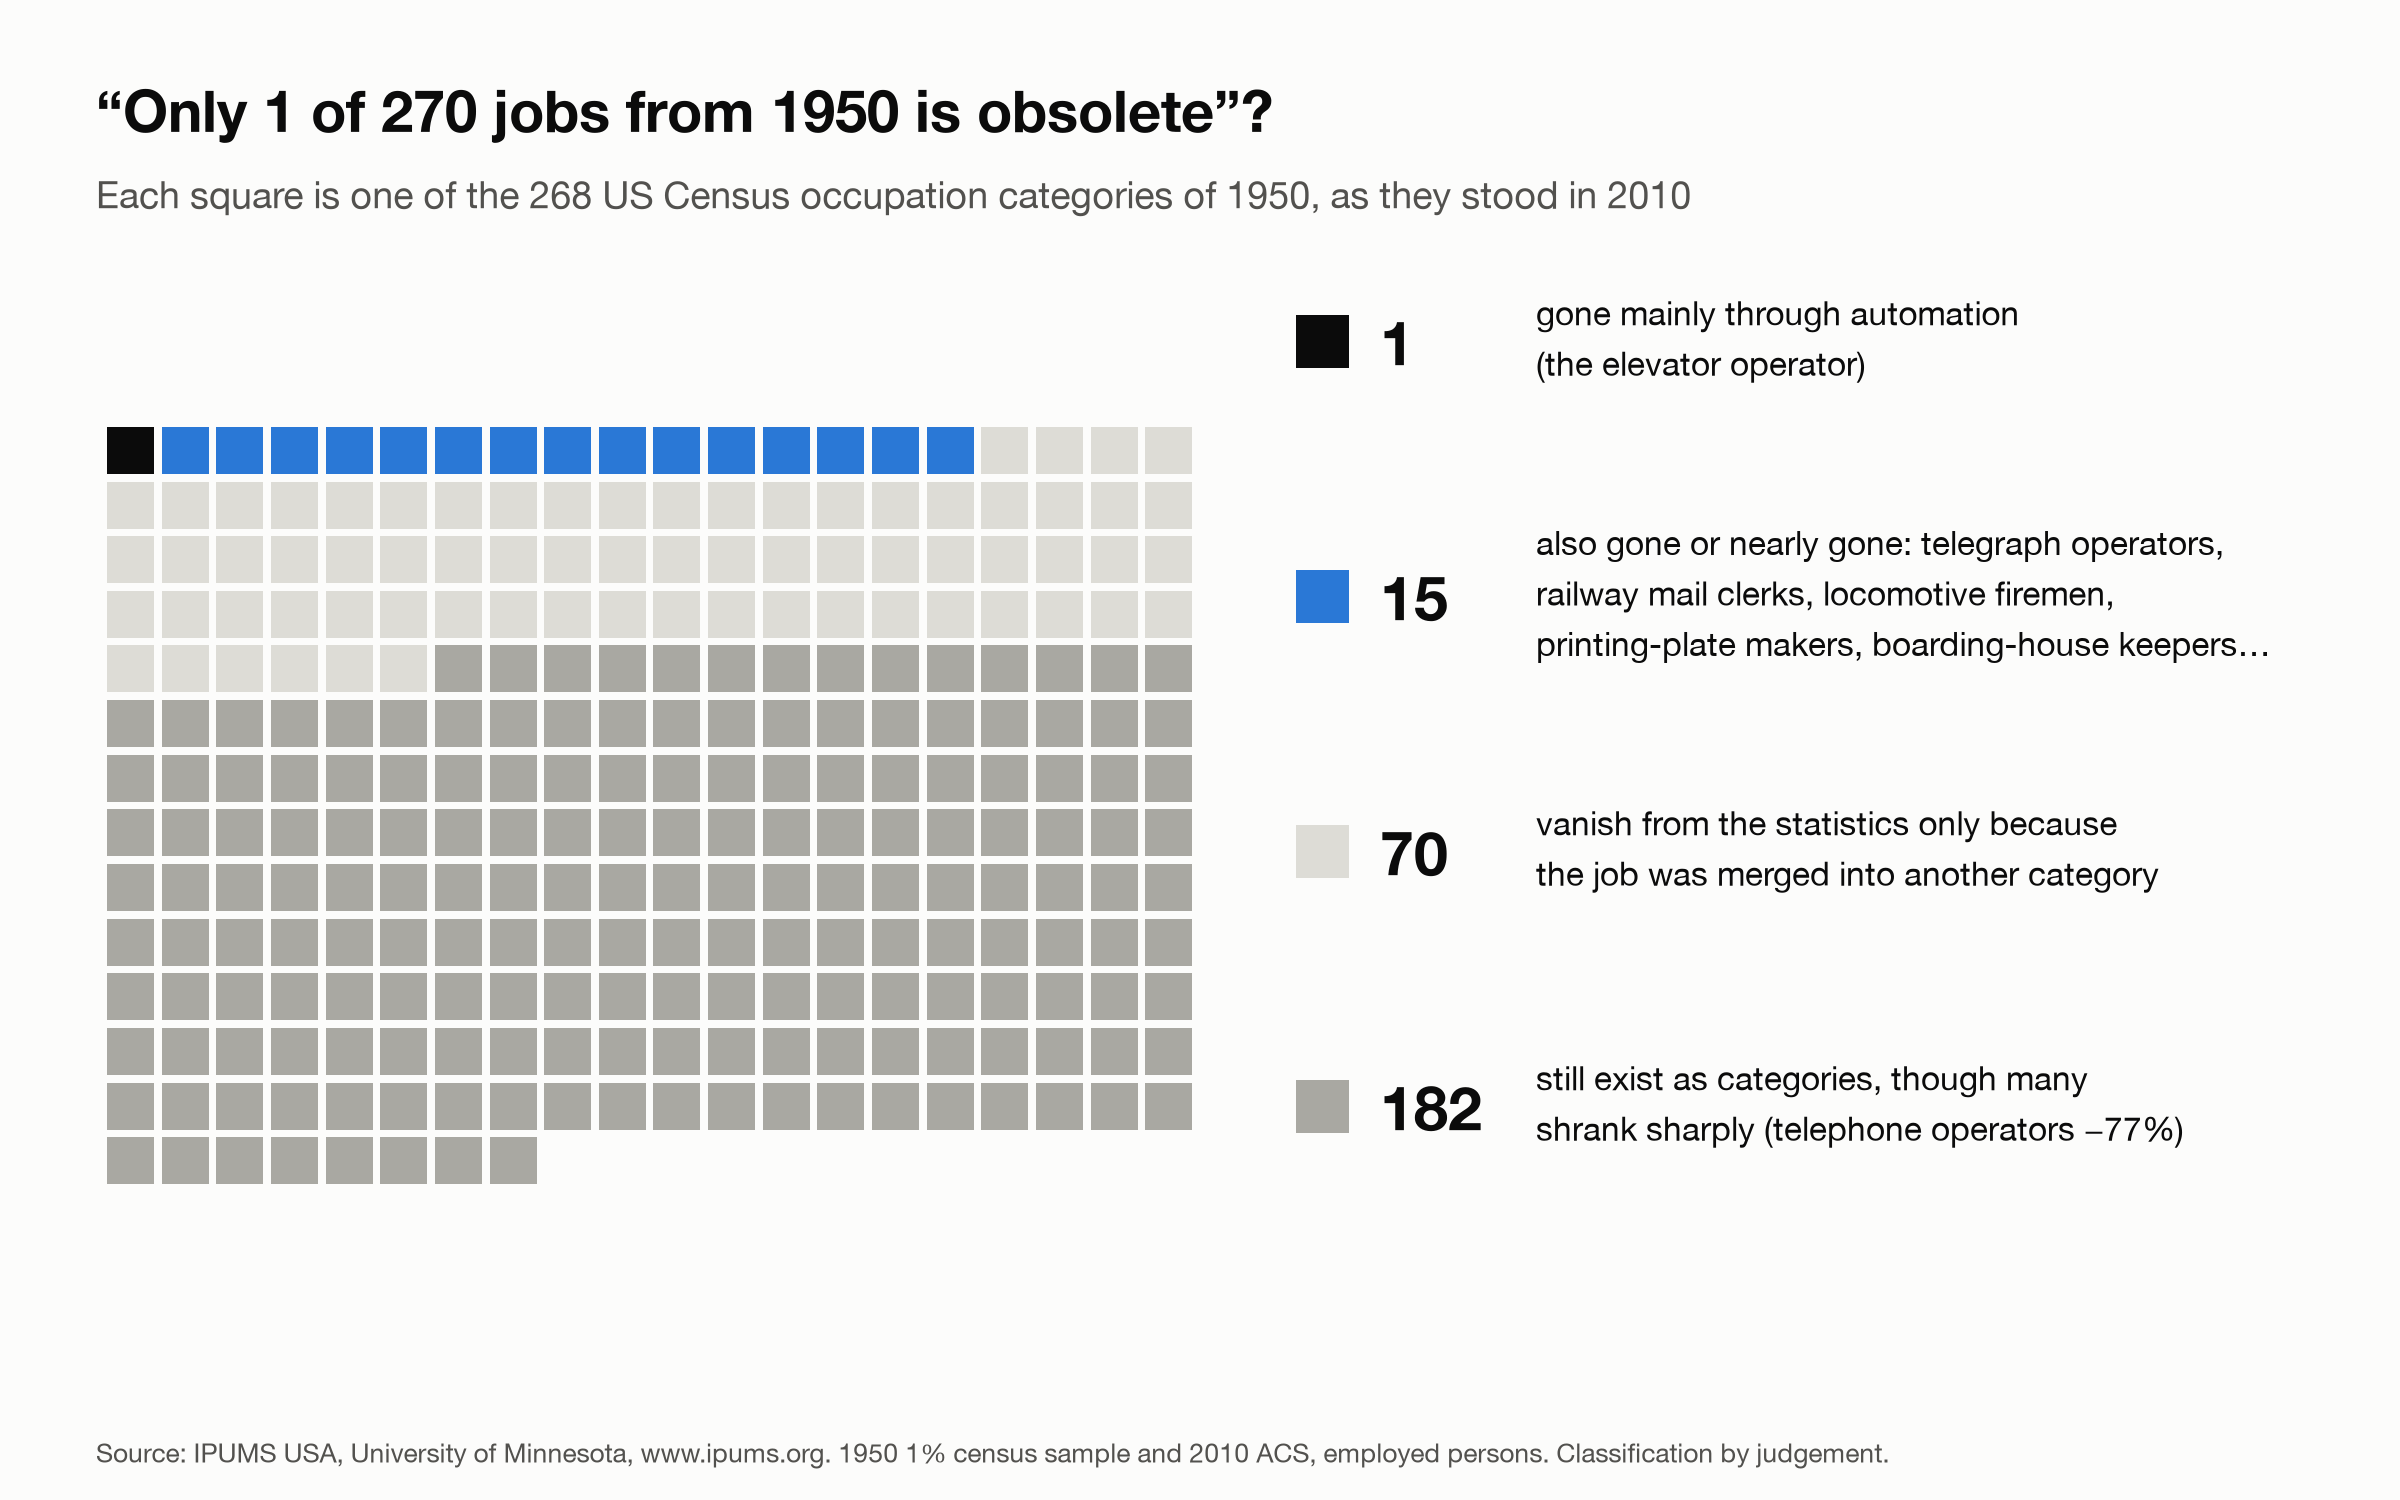 “Only 1 of 270 jobs from 1950 is obsolete”?
Each square is one of the 268 US Census occupation categories of 1950, as they stood in 2010
1
gone mainly through automation
(the elevator operator)
15
also gone or nearly gone: telegraph operators,
railway mail clerks, locomotive firemen,
printing-plate makers, boarding-house keepers…
70
vanish from the statistics only because
the job was merged into another category
182
still exist as categories, though many
shrank sharply (telephone operators –77%)
Source: IPUMS USA, University of Minnesota, www.ipums.org. 1950 1% census sample and 2010 ACS, employed persons. Classification by judgement.